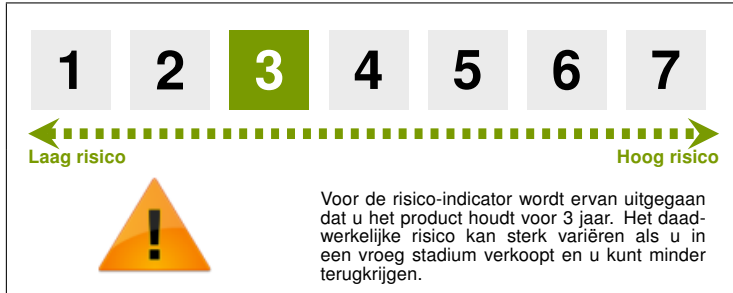 1 2 3 4 5 6 7
Laag risico Hoog risico
Voor de risico-indicator wordt ervan uitgegaan
dat u het product houdt voor 3 jaar. Het daad-
werkelijke risico kan sterk variëren als u in
een vroeg stadium verkoopt en u kunt minder
terugkrijgen.